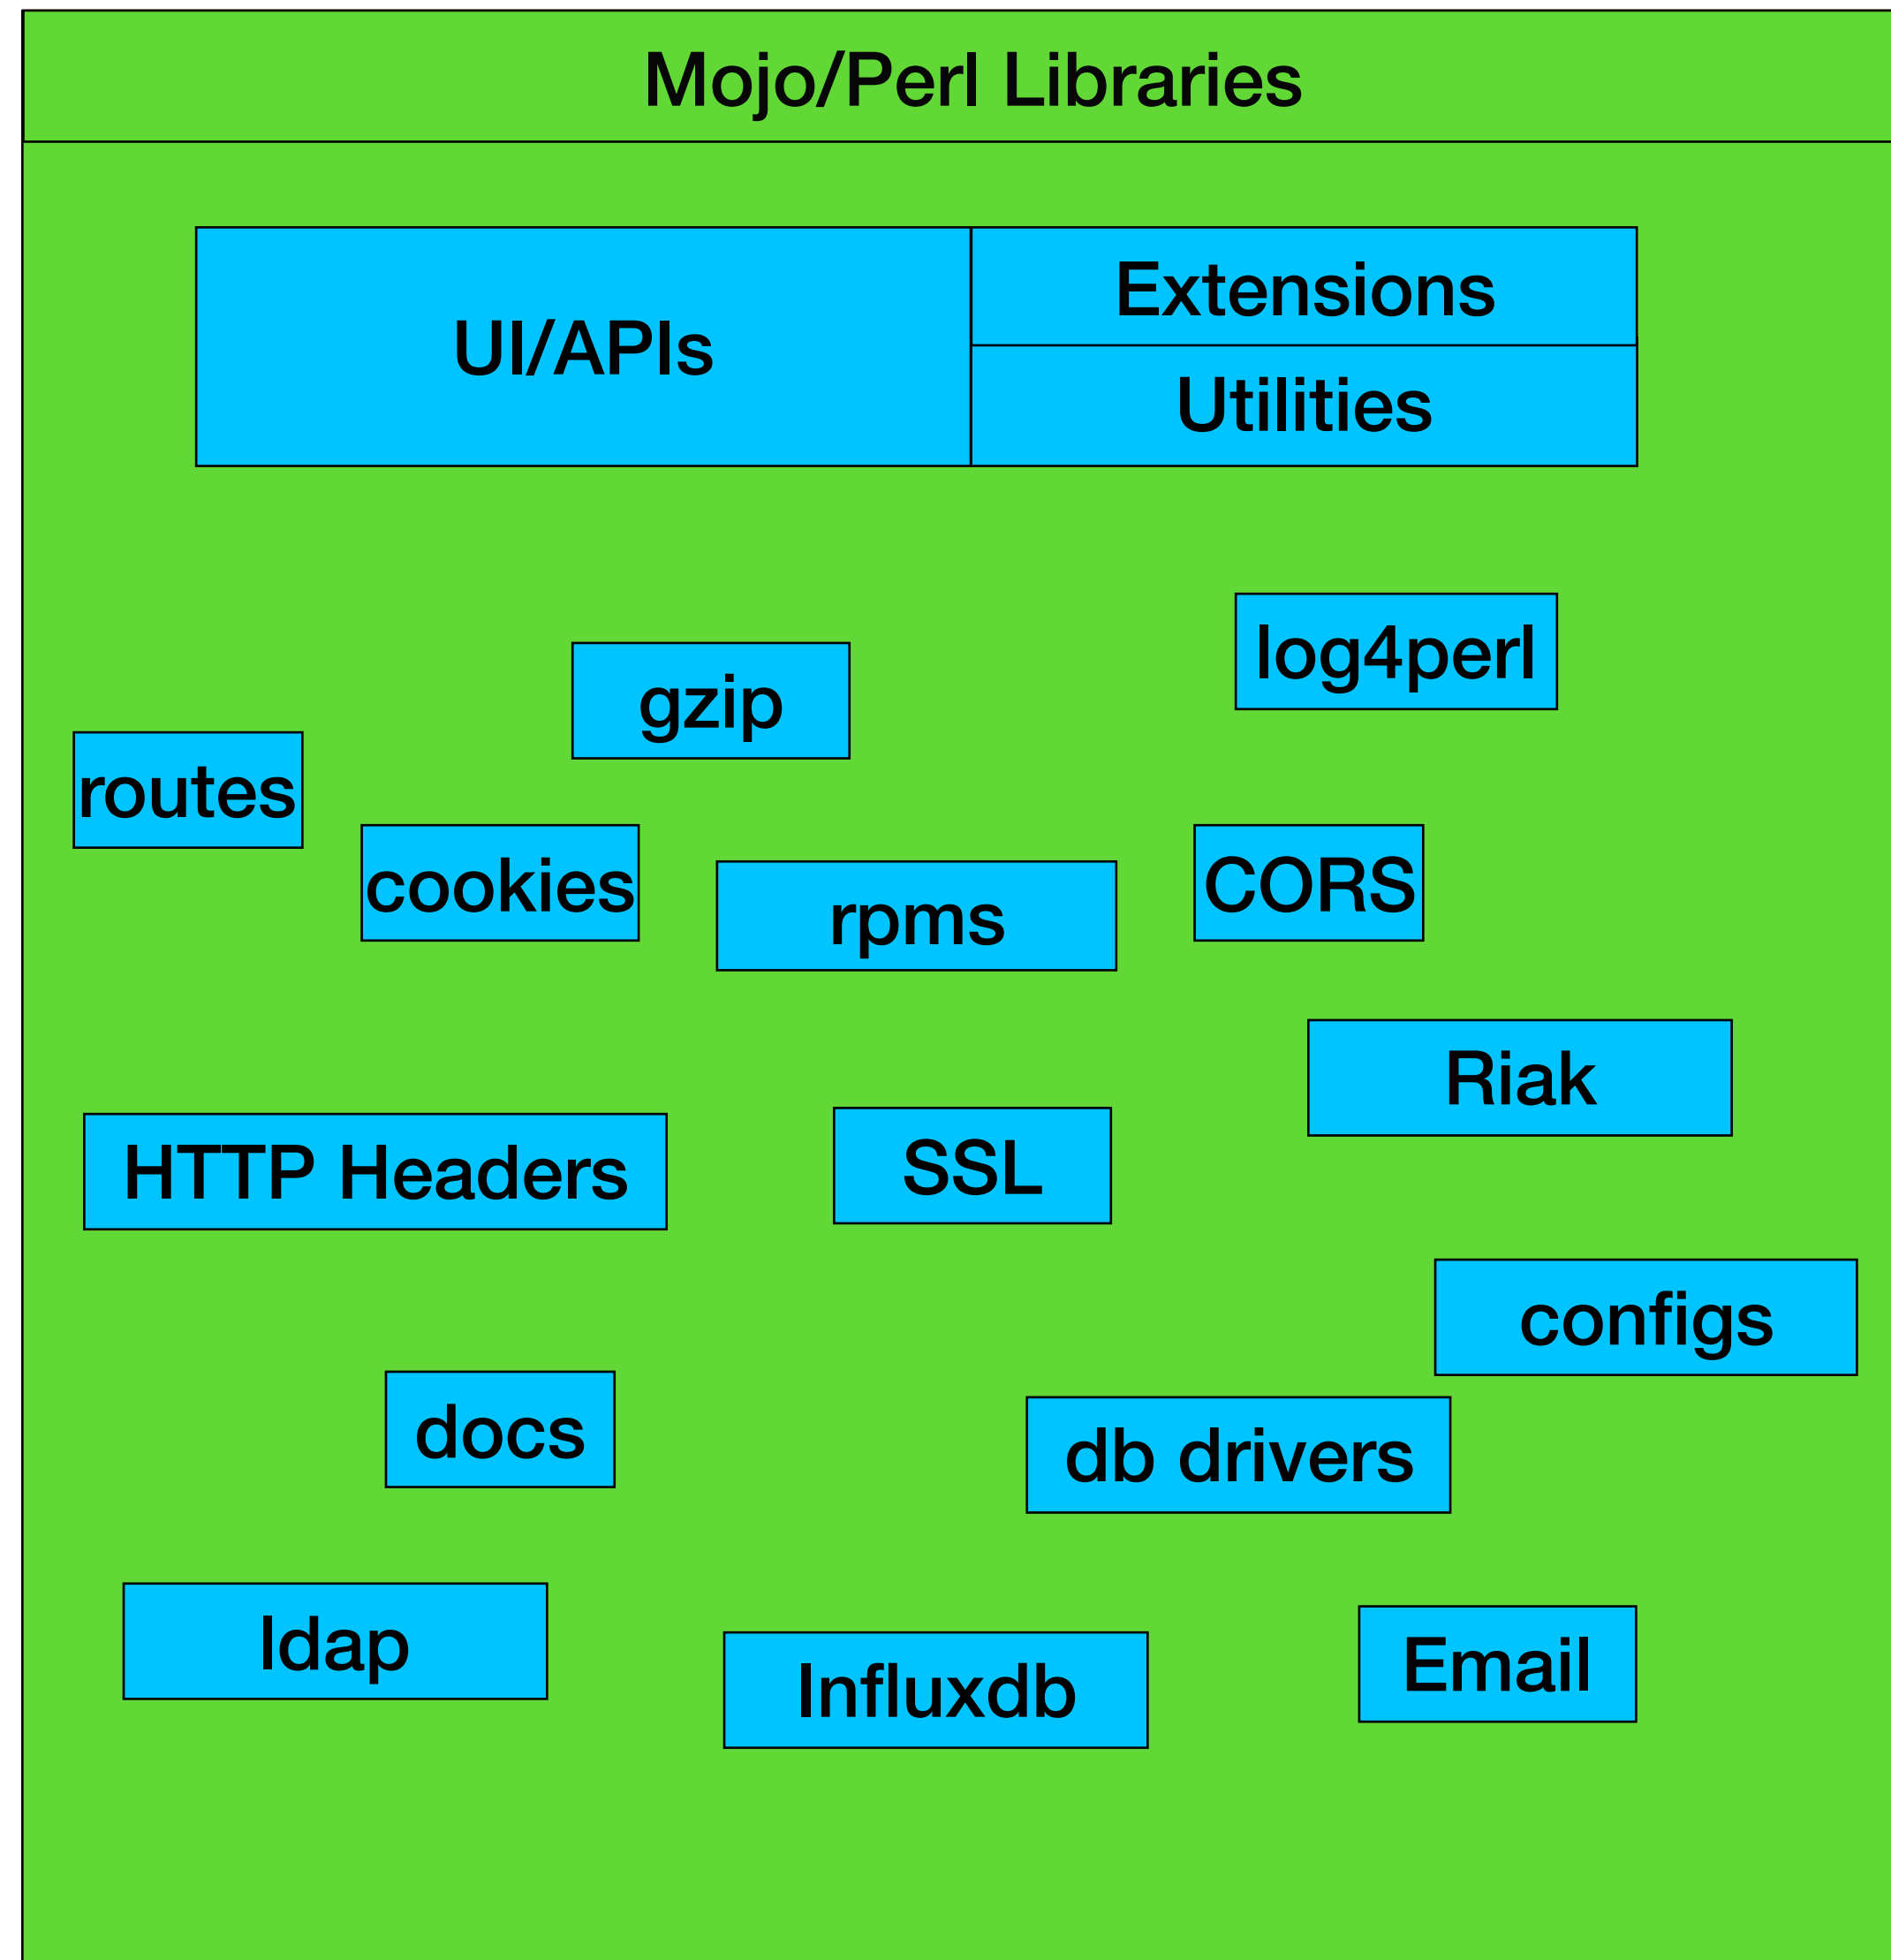 Mojo/Perl Libraries
UI/APIs
Extensions
Utilities
log4perl
gzip
routes
cookies
rpms
CORS
Riak
HTTP Headers
SSL
configs
docs
db drivers
ldap
Influxdb
Email